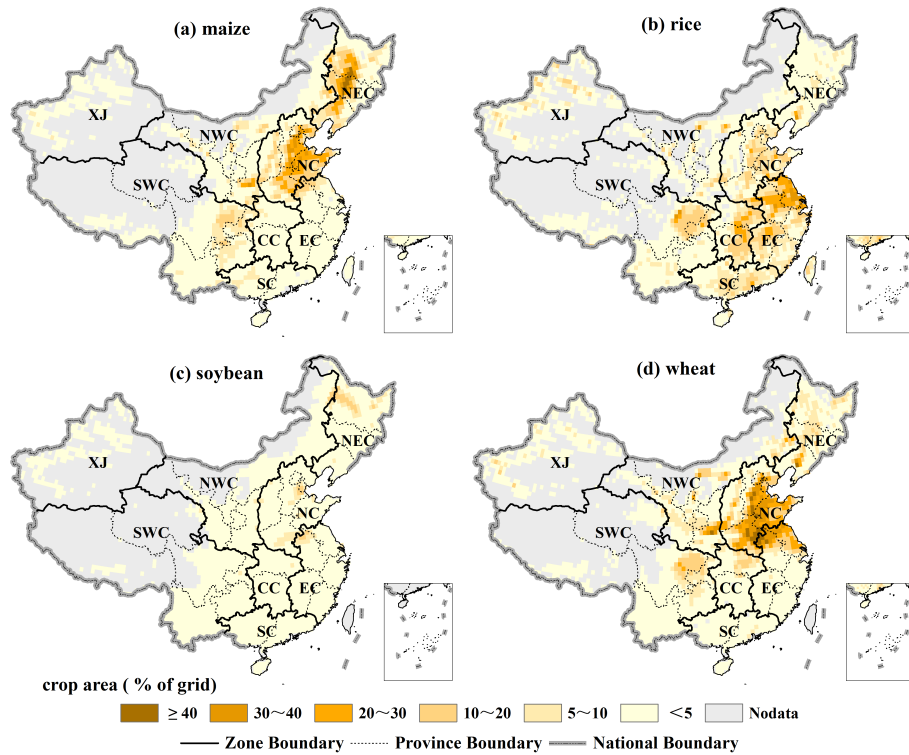 (a) maize
(b) rice
XJ
NWC
NEC
NC
SWC
CC
EC
SC
XJ
NWC
NEC
NC
SWC
CC
EC
SC
(c) soybean
(d) wheat
XJ
NWC
NEC
NC
SWC
CC
EC
SC
XJ
NWC
NEC
NC
SWC
CC
EC
SC
crop area ( % of grid)
≥ 40 30～40 20～30 10～20 5～10 <5 Nodata
Zone Boundary Province Boundary National Boundary